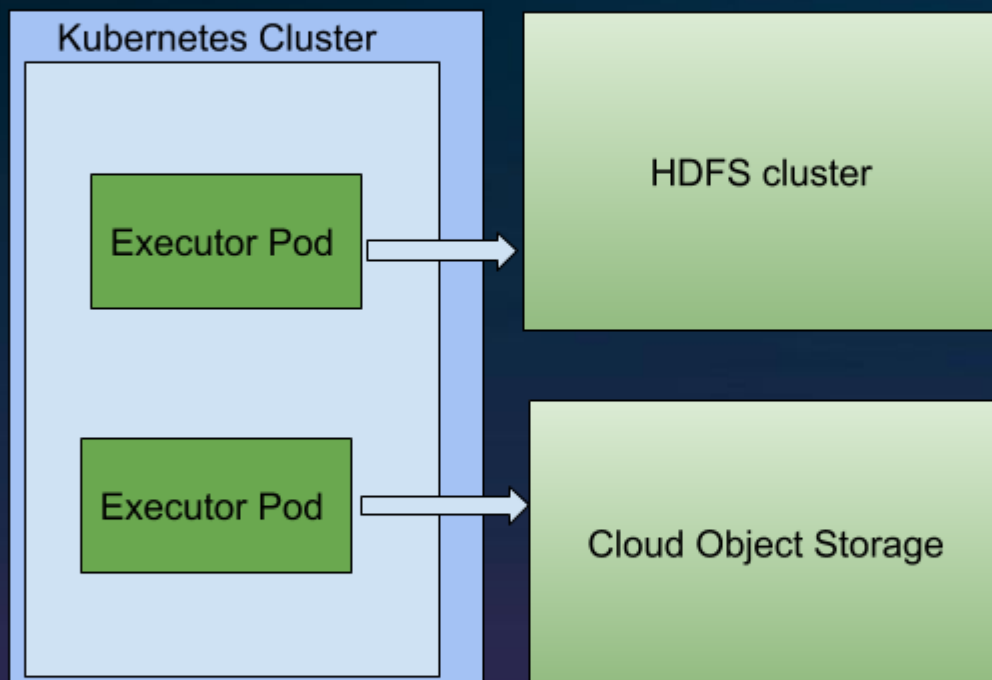 Kubernetes Cluster
HDFS cluster
Executor Pod
Executor Pod
Cloud Object Storage